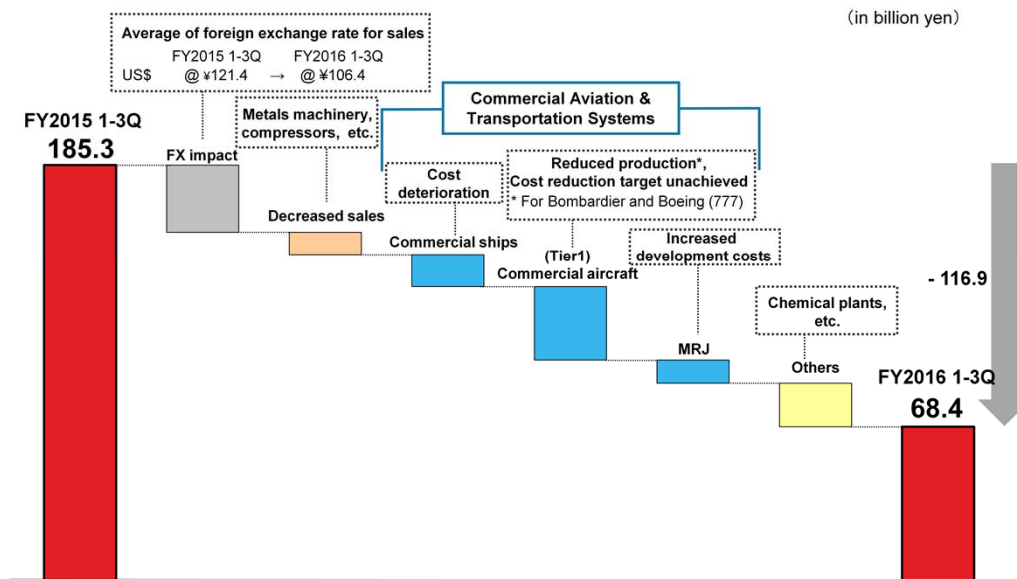 (in billion yen)
Average of foreign exchange rate for sales
FY2015 1-3Q FY2016 1-3Q
US$ @ ¥121.4 → @ ¥106.4
Commercial Aviation &
Transportation Systems
Metals machinery,
compressors, etc.
FY2015 1-3Q
185.3
FX impact
Cost
deterioration
Reduced production*,
Cost reduction target unachieved
* For Bombardier and Boeing (777)
Decreased sales
Commercial ships
(Tier1)
Commercial aircraft
Increased
development costs
- 116.9
Chemical plants,
etc.
MRJ
Others
FY2016 1-3Q
68.4